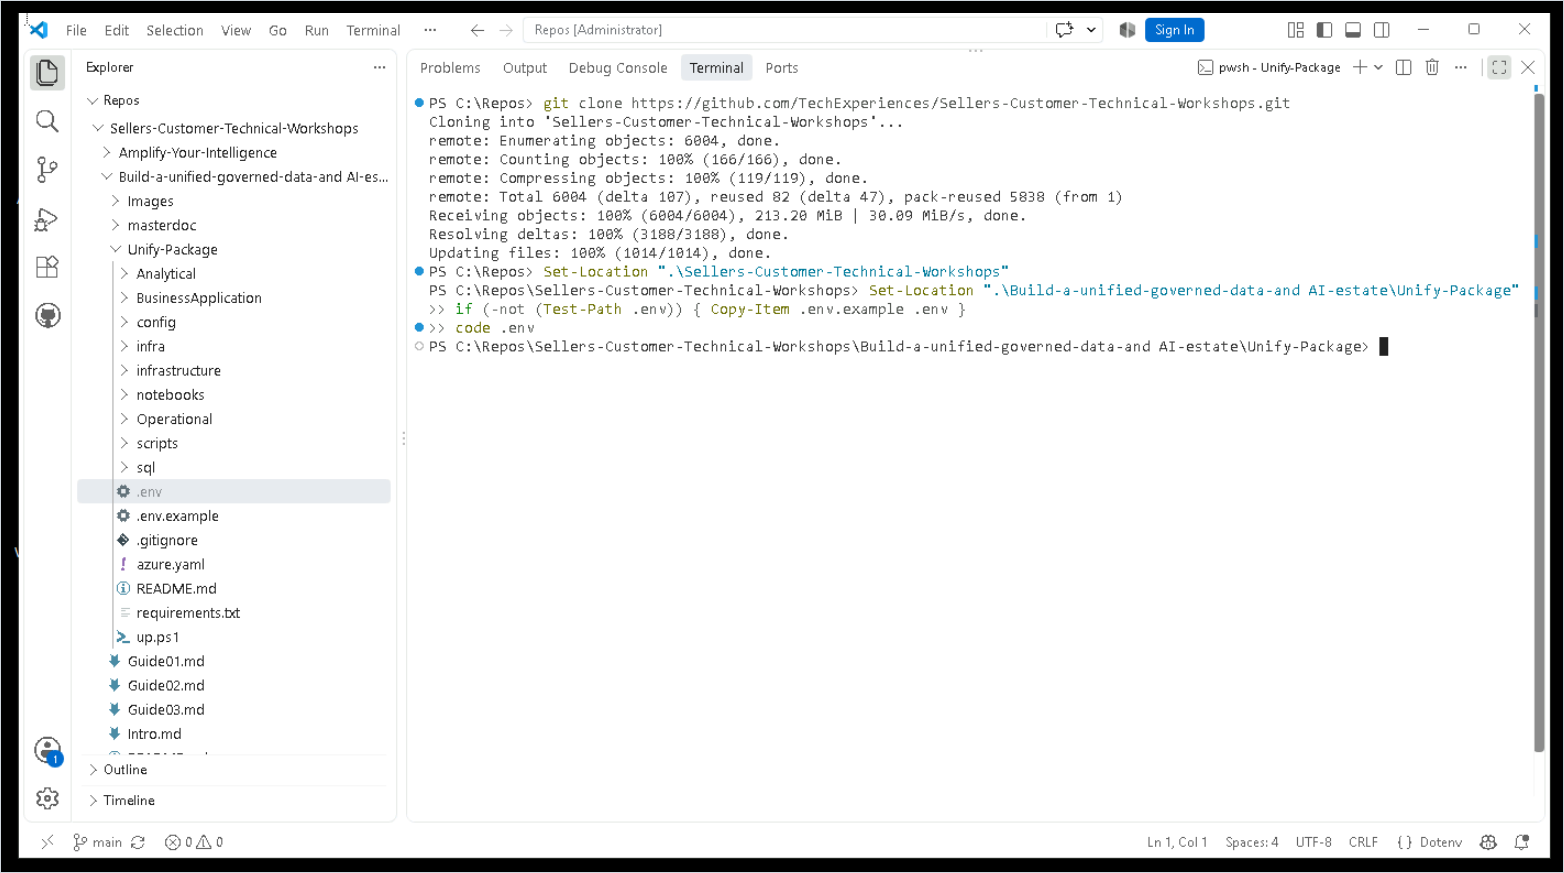 File Edit Selection View Go Run Terminal ··· Repos [Administrator] Sign In
Explorer ···
Problems Output Debug Console Terminal Ports pwsh - Unify-Package ···
Repos
Sellers-Customer-Technical-Workshops
Amplify-Your-Intelligence
Build-a-unified-governed-data-and AI-es...
Images
masterdoc
Unify-Package
Analytical
BusinessApplication
config
infra
infrastructure
notebooks
Operational
scripts
sql
.env
.env.example
.gitignore
azure.yaml
README.md
requirements.txt
up.ps1
Guide01.md
Guide02.md
Guide03.md
Intro.md
Outline
Timeline
PS C:\Repos> git clone https://github.com/TechExperiences/Sellers-Customer-Technical-Workshops.git
Cloning into 'Sellers-Customer-Technical-Workshops'...
remote: Enumerating objects: 6004, done.
remote: Counting objects: 100% (166/166), done.
remote: Compressing objects: 100% (119/119), done.
remote: Total 6004 (delta 107), reused 82 (delta 47), pack-reused 5838 (from 1)
Receiving objects: 100% (6004/6004), 213.20 MiB | 30.09 MiB/s, done.
Resolving deltas: 100% (3188/3188), done.
Updating files: 100% (1014/1014), done.
PS C:\Repos> Set-Location ".\Sellers-Customer-Technical-Workshops"
PS C:\Repos\Sellers-Customer-Technical-Workshops> Set-Location ".\Build-a-unified-governed-data-and AI-estate\Unify-Package"
>> if (-not (Test-Path .env)) { Copy-Item .env.example .env }
>> code .env
PS C:\Repos\Sellers-Customer-Technical-Workshops\Build-a-unified-governed-data-and AI-estate\Unify-Package>
1
main 0 0 Ln 1, Col 1 Spaces: 4 UTF-8 CRLF { } Dotenv